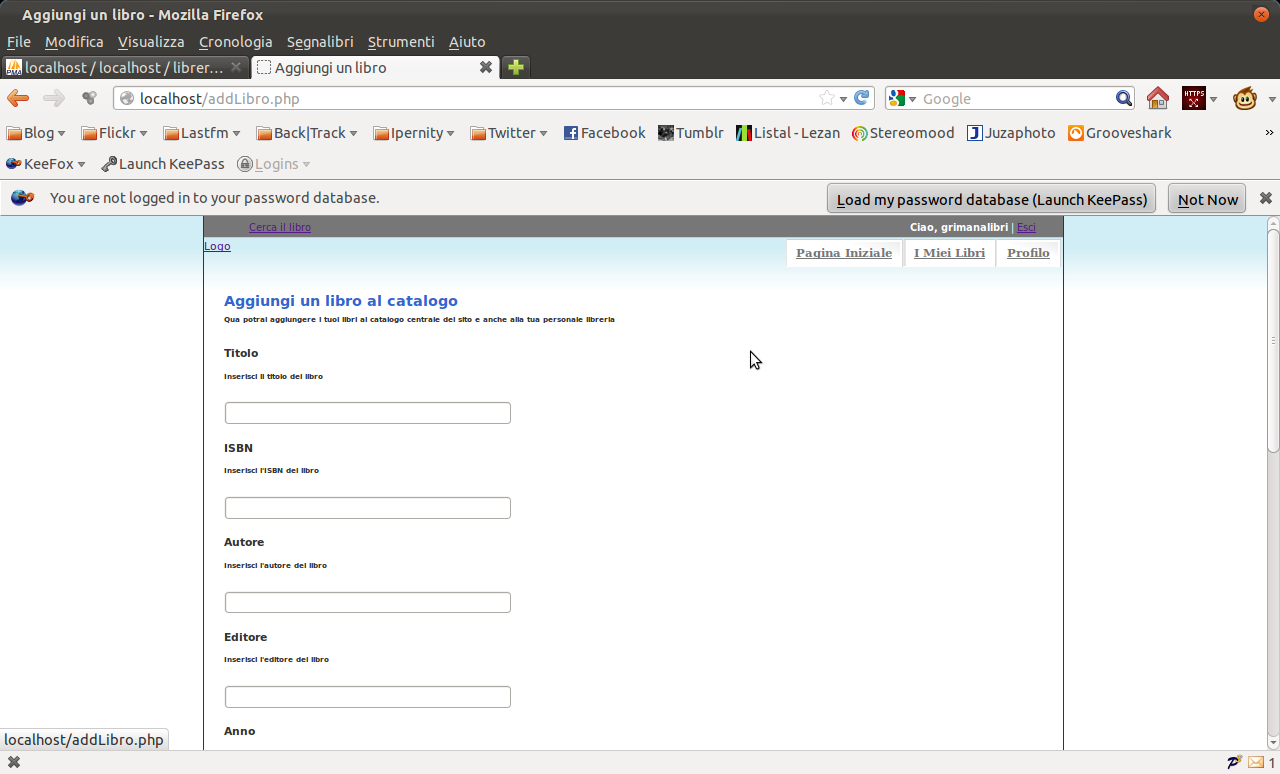 Aggiungi un libro - Mozilla Firefox
File Modifica Visualizza Cronologia Segnalibri Strumenti Aiuto
localhost / localhost / librer... Aggiungi un libro
localhost/addLibro.php Google
Blog Flickr Lastfm Back|Track Ipernity Twitter Facebook Tumblr Listal - Lezan Stereomood Juzaphoto Grooveshark »
KeeFox Launch KeePass Logins
You are not logged in to your password database. Load my password database (Launch KeePass) Not Now
Cerca il libro Ciao, grimanalibri | Esci
Logo
Pagina Iniziale I Miei Libri Profilo
Aggiungi un libro al catalogo
Qua potrai aggiungere i tuoi libri al catalogo centrale del sito e anche alla tua personale libreria
Titolo
Inserisci il titolo del libro
ISBN
Inserisci l'ISBN del libro
Autore
Inserisci l'autore del libro
Editore
Inserisci l'editore del libro
Anno
localhost/addLibro.php
1